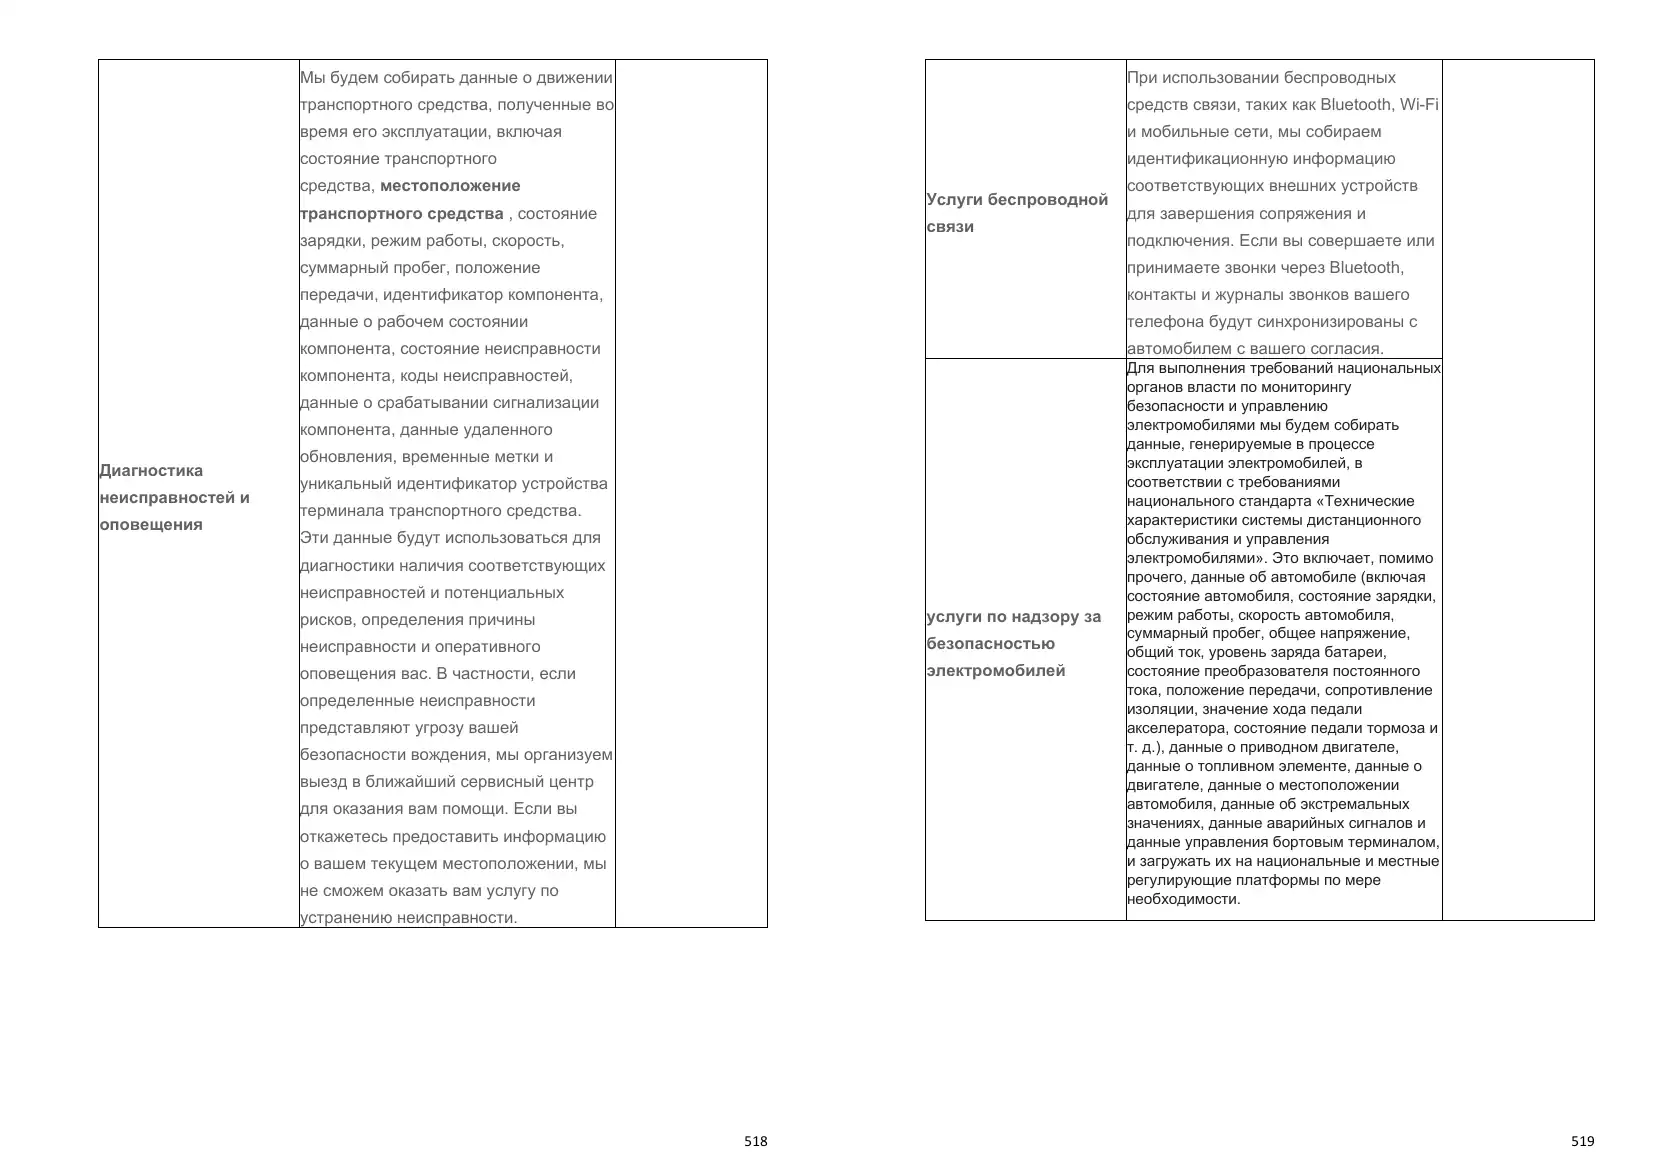 Диагностика
неисправностей и
оповещения
Мы будем собирать данные о движении
транспортного средства, полученные во
время его эксплуатации, включая
состояние транспортного
средства, местоположение
транспортного средства , состояние
зарядки, режим работы, скорость,
суммарный пробег, положение
передачи, идентификатор компонента,
данные о рабочем состоянии
компонента, состояние неисправности
компонента, коды неисправностей,
данные о срабатывании сигнализации
компонента, данные удаленного
обновления, временные метки и
уникальный идентификатор устройства
терминала транспортного средства.
Эти данные будут использоваться для
диагностики наличия соответствующих
неисправностей и потенциальных
рисков, определения причины
неисправности и оперативного
оповещения вас. В частности, если
определенные неисправности
представляют угрозу вашей
безопасности вождения, мы организуем
выезд в ближайший сервисный центр
для оказания вам помощи. Если вы
откажетесь предоставить информацию
о вашем текущем местоположении, мы
не сможем оказать вам услугу по
устранению неисправности.
518
Услуги беспроводной
связи
При использовании беспроводных
средств связи, таких как Bluetooth, Wi-Fi
и мобильные сети, мы собираем
идентификационную информацию
соответствующих внешних устройств
для завершения сопряжения и
подключения. Если вы совершаете или
принимаете звонки через Bluetooth,
контакты и журналы звонков вашего
телефона будут синхронизированы с
автомобилем с вашего согласия.
услуги по надзору за
безопасностью
электромобилей
Для выполнения требований национальных
органов власти по мониторингу
безопасности и управлению
электромобилями мы будем собирать
данные, генерируемые в процессе
эксплуатации электромобилей, в
соответствии с требованиями
национального стандарта «Технические
характеристики системы дистанционного
обслуживания и управления
электромобилями». Это включает, помимо
прочего, данные об автомобиле (включая
состояние автомобиля, состояние зарядки,
режим работы, скорость автомобиля,
суммарный пробег, общее напряжение,
общий ток, уровень заряда батареи,
состояние преобразователя постоянного
тока, положение передачи, сопротивление
изоляции, значение хода педали
акселератора, состояние педали тормоза и
т. д.), данные о приводном двигателе,
данные о топливном элементе, данные о
двигателе, данные о местоположении
автомобиля, данные об экстремальных
значениях, данные аварийных сигналов и
данные управления бортовым терминалом,
и загружать их на национальные и местные
регулирующие платформы по мере
необходимости.
519